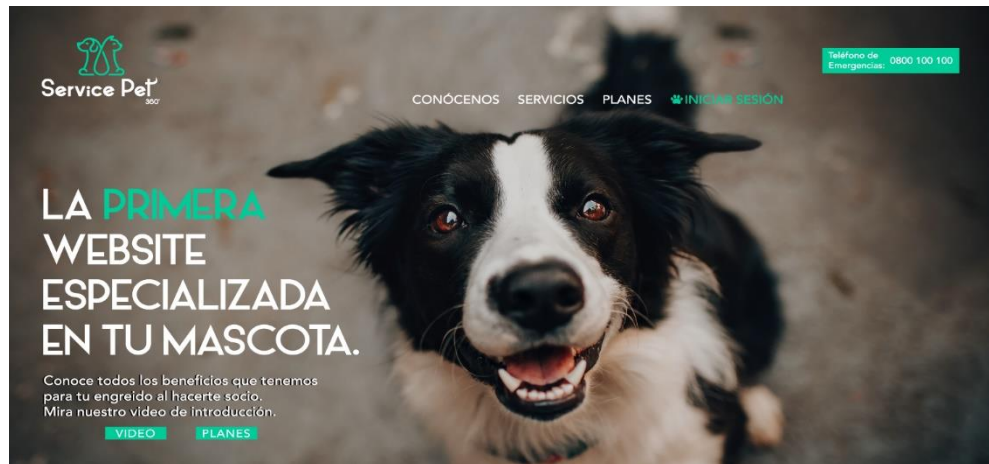 Service Pet
360°
Teléfono de
Emergencias: 0800 100 100
CONÓCENOS SERVICIOS PLANES INICIAR SESIÓN
LA PRIMERA
WEBSITE
ESPECIALIZADA
EN TU MASCOTA.
Conoce todos los beneficios que tenemos
para tu engreido al hacerte socio.
Mira nuestro video de introducción.
VIDEO PLANES